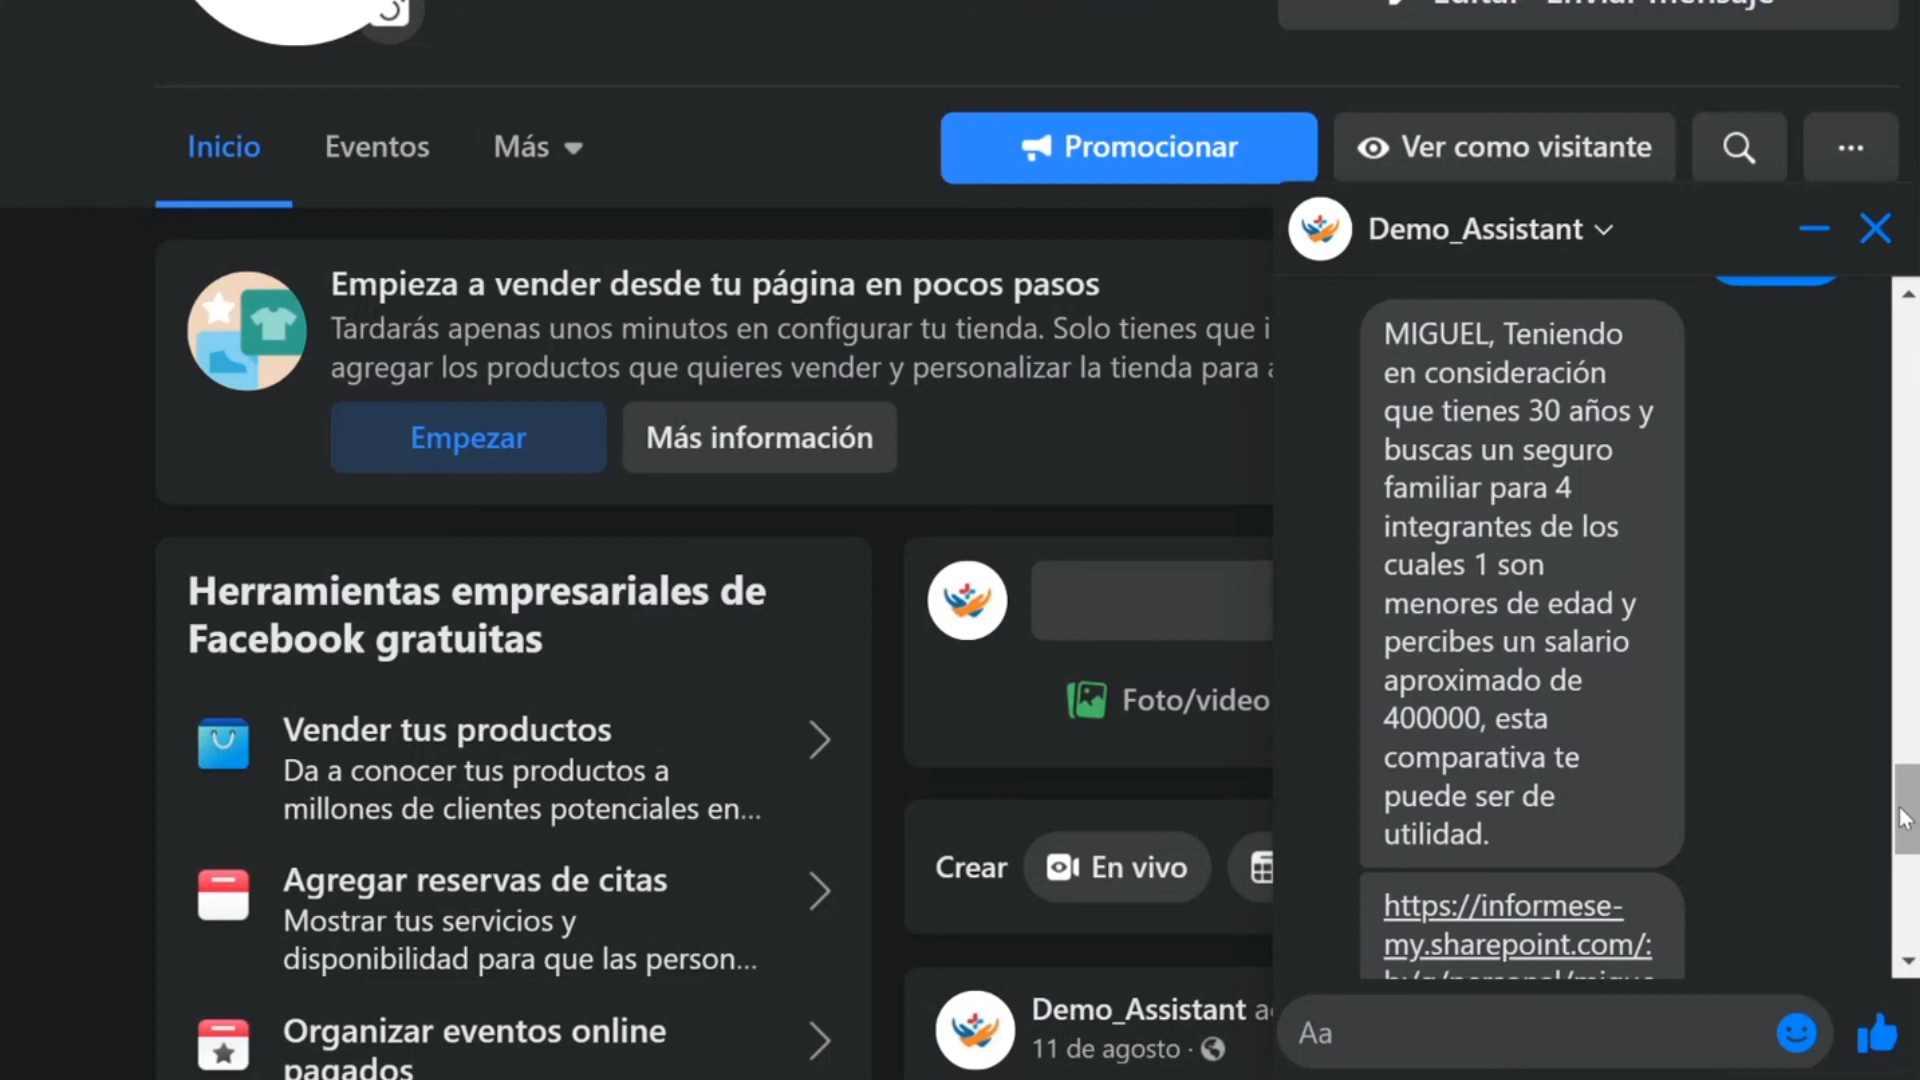 Editar "Enviar mensaje"
Inicio
Eventos
Más
Promocionar
Ver como visitante
Empieza a vender desde tu página en pocos pasos
Tardarás apenas unos minutos en configurar tu tienda. Solo tienes que
agregar los productos que quieres vender y personalizar la tienda para
Empezar
Más información
Herramientas empresariales de
Facebook gratuitas
Vender tus productos
Da a conocer tus productos a
millones de clientes potenciales en...
Agregar reservas de citas
Mostrar tus servicios y
disponibilidad para que las person...
Organizar eventos online
pagados
Foto/video
Crear
En vivo
Demo_Assistant
11 de agosto ·
Demo_Assistant
MIGUEL, Teniendo
en consideración
que tienes 30 años y
buscas un seguro
familiar para 4
integrantes de los
cuales 1 son
menores de edad y
percibes un salario
aproximado de
400000, esta
comparativa te
puede ser de
utilidad.
https://informese-
my.sharepoint.com/:
Aa